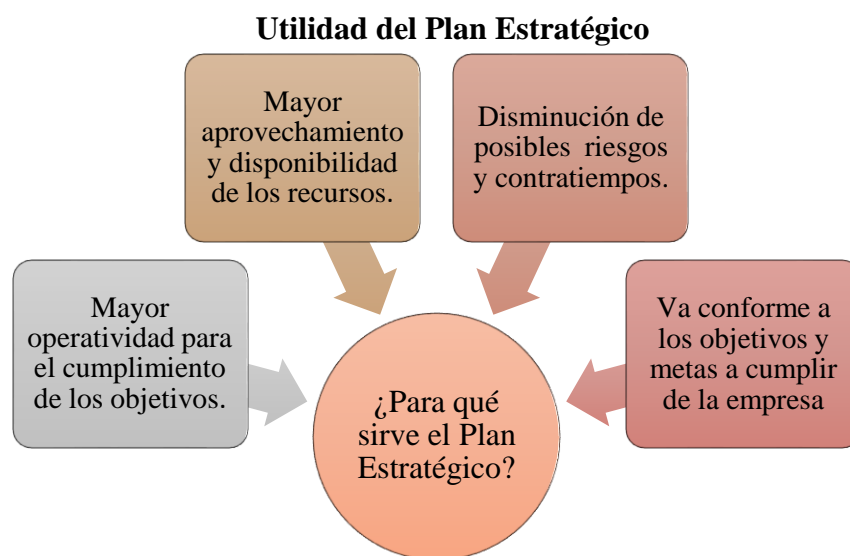 Utilidad del Plan Estratégico
Mayor
aprovechamiento
y disponibilidad
de los recursos.
Disminución de
posibles riesgos
y contratiempos.
Mayor
operatividad para
el cumplimiento
de los objetivos.
Va conforme a
los objetivos y
metas a cumplir
de la empresa
¿Para qué
sirve el Plan
Estratégico?